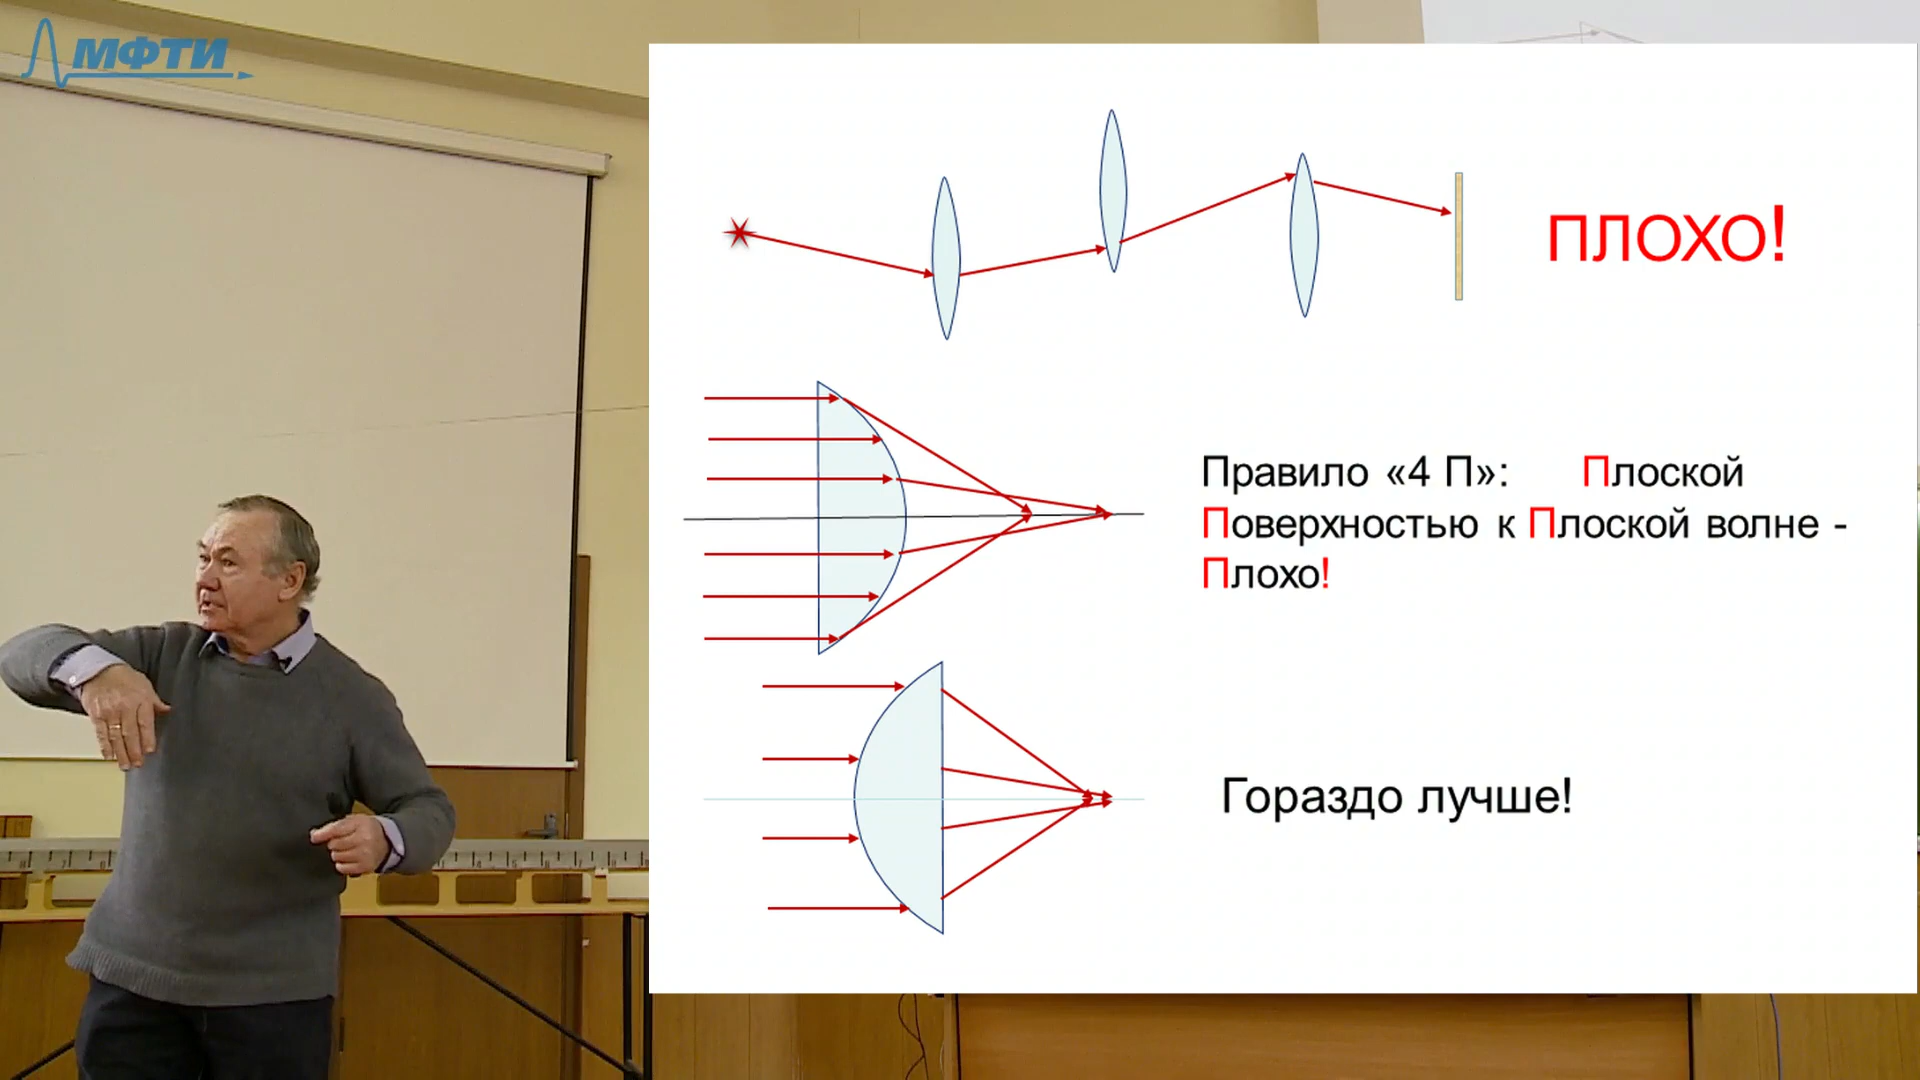 МФТИ
ПЛОХО!
Правило «4 П»: Плоской
Поверхностью к Плоской волне -
Плохо!
Гораздо лучше!